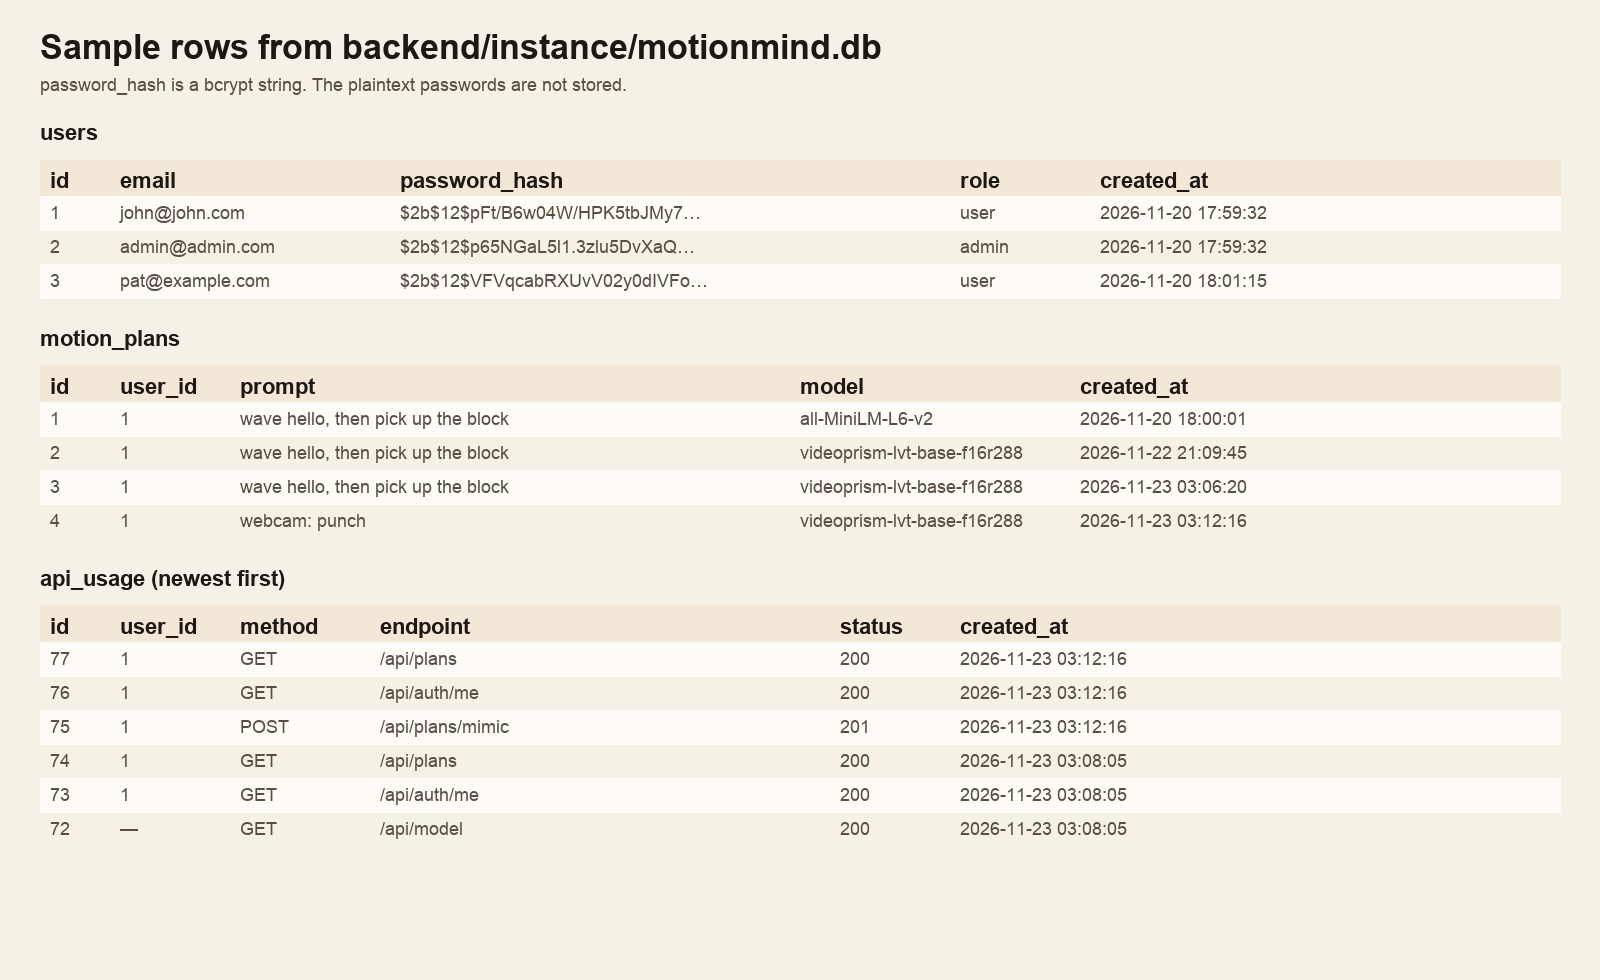 Sample rows from backend/instance/motionmind.db
password_hash is a bcrypt string. The plaintext passwords are not stored.
users
id email password_hash role created_at
1 john@john.com $2b$12$pFt/B6w04W/HPK5tbJMy7… user 2026-11-20 17:59:32
2 admin@admin.com $2b$12$p65NGaL5l1.3zlu5DvXaQ… admin 2026-11-20 17:59:32
3 pat@example.com $2b$12$VFVqcabRXUvV02y0dIVFo… user 2026-11-20 18:01:15
motion_plans
id user_id prompt model created_at
1 1 wave hello, then pick up the block all-MiniLM-L6-v2 2026-11-20 18:00:01
2 1 wave hello, then pick up the block videoprism-lvt-base-f16r288 2026-11-22 21:09:45
3 1 wave hello, then pick up the block videoprism-lvt-base-f16r288 2026-11-23 03:06:20
4 1 webcam: punch videoprism-lvt-base-f16r288 2026-11-23 03:12:16
api_usage (newest first)
id user_id method endpoint status created_at
77 1 GET /api/plans 200 2026-11-23 03:12:16
76 1 GET /api/auth/me 200 2026-11-23 03:12:16
75 1 POST /api/plans/mimic 201 2026-11-23 03:12:16
74 1 GET /api/plans 200 2026-11-23 03:08:05
73 1 GET /api/auth/me 200 2026-11-23 03:08:05
72 — GET /api/model 200 2026-11-23 03:08:05